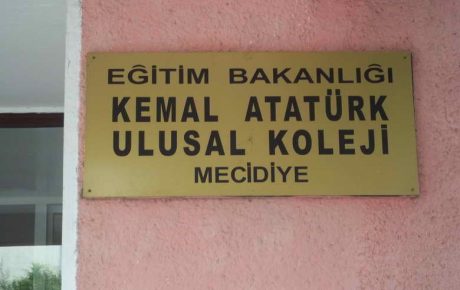 EĞİTİM BAKANLIĞI
KEMAL ATATÜRK
ULUSAL KOLEJİ
MECİDİYE